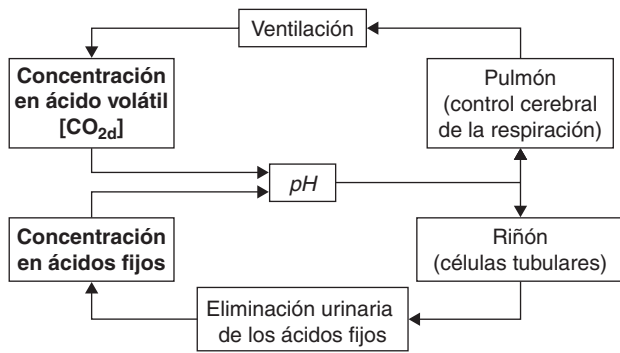 Ventilación
Concentración
en ácido volátil
[CO2d]
Pulmón
(control cerebral
de la respiración)
pH
Concentración
en ácidos fijos
Riñón
(células tubulares)
Eliminación urinaria
de los ácidos fijos